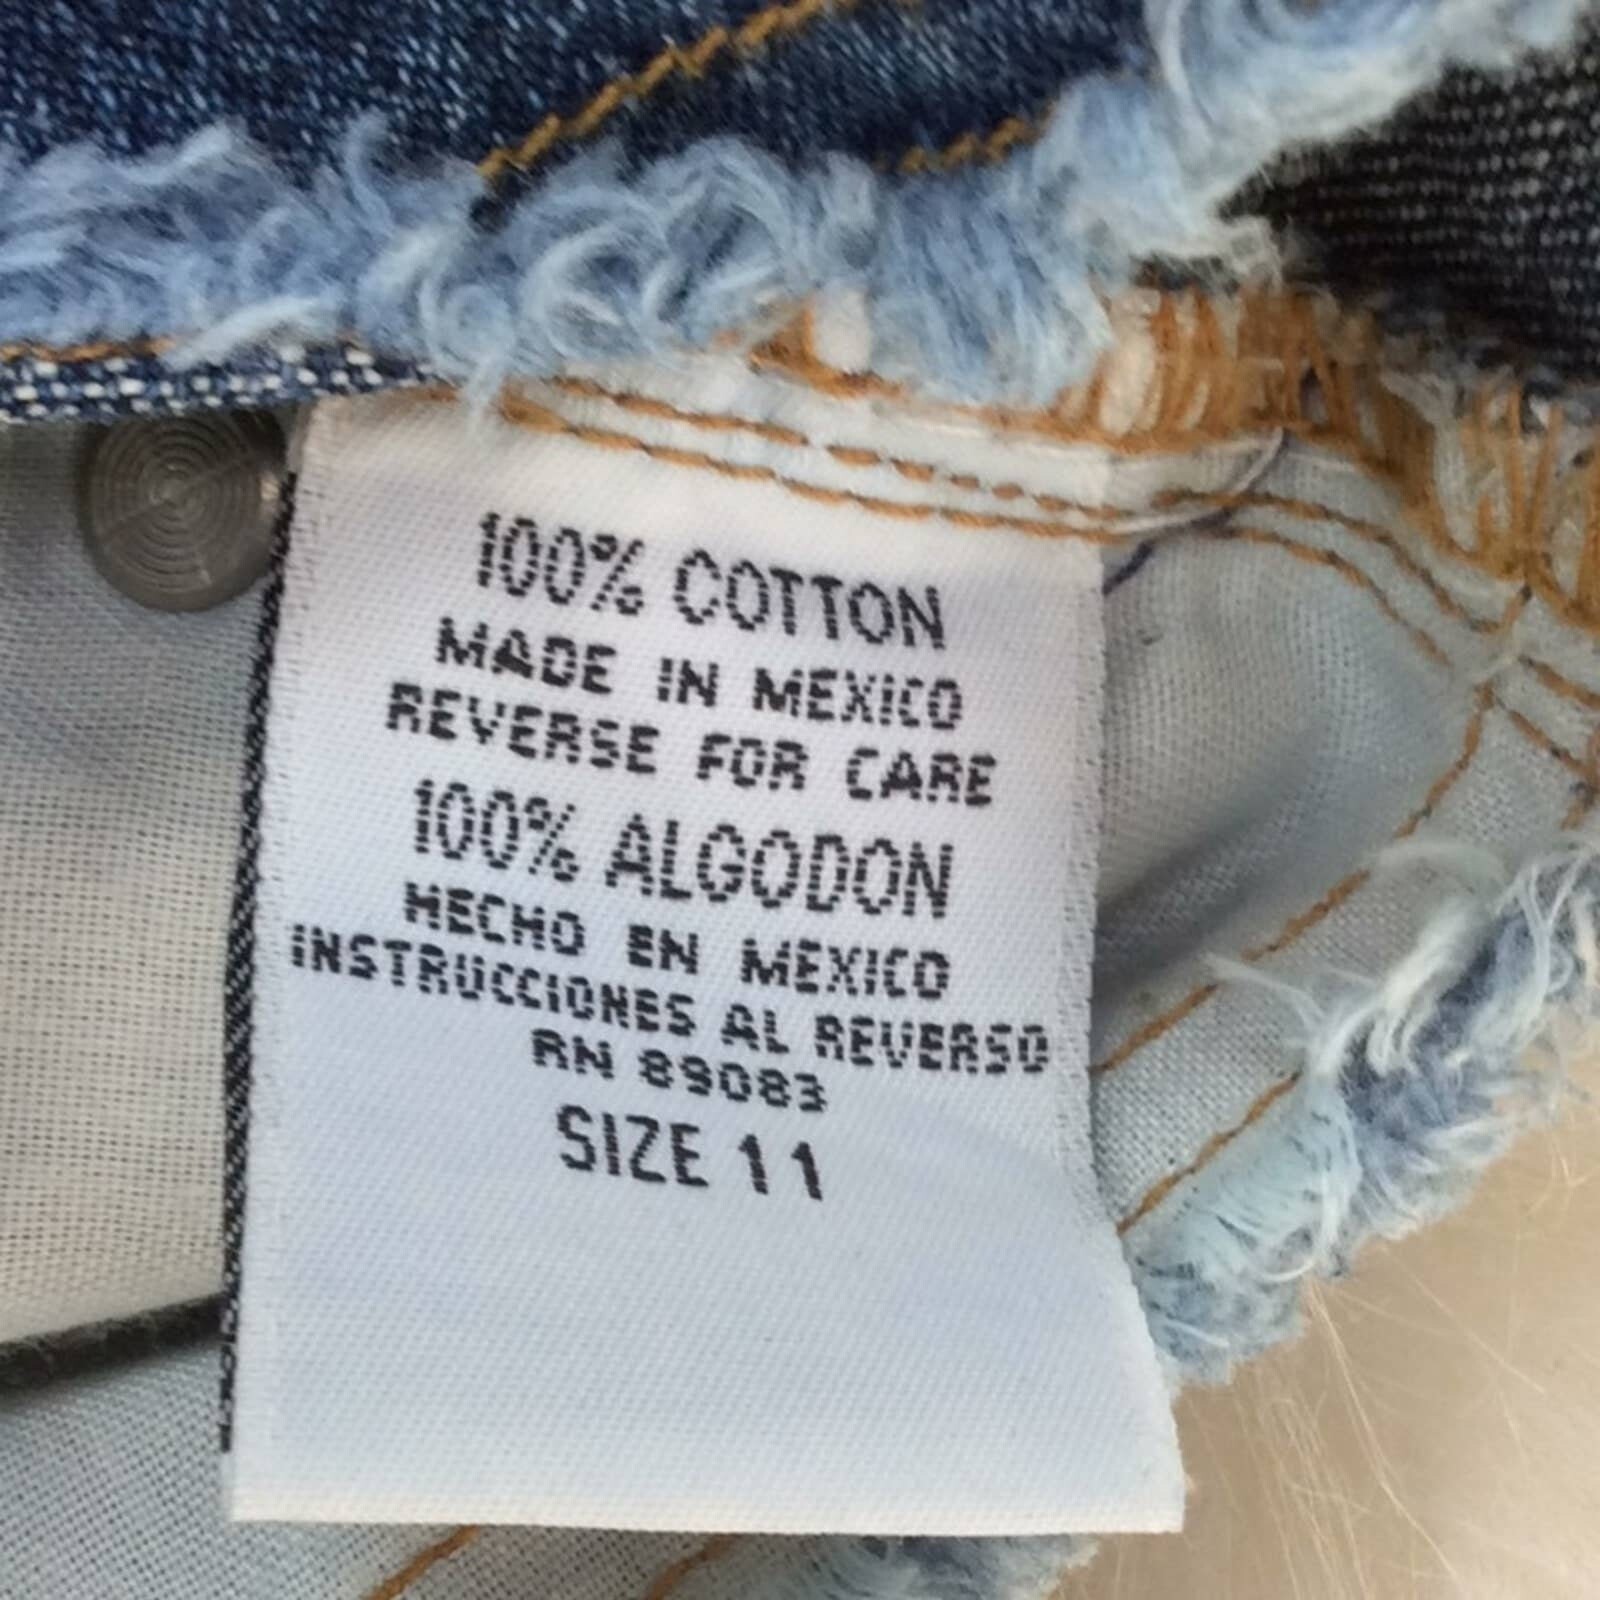 100% COTTON
MADE IN MEXICO
REVERSE FOR CARE
100% ALGODON
HECHO EN MEXICO
INSTRUCCIONES AL REVERSO
RN 89083
SIZE 11